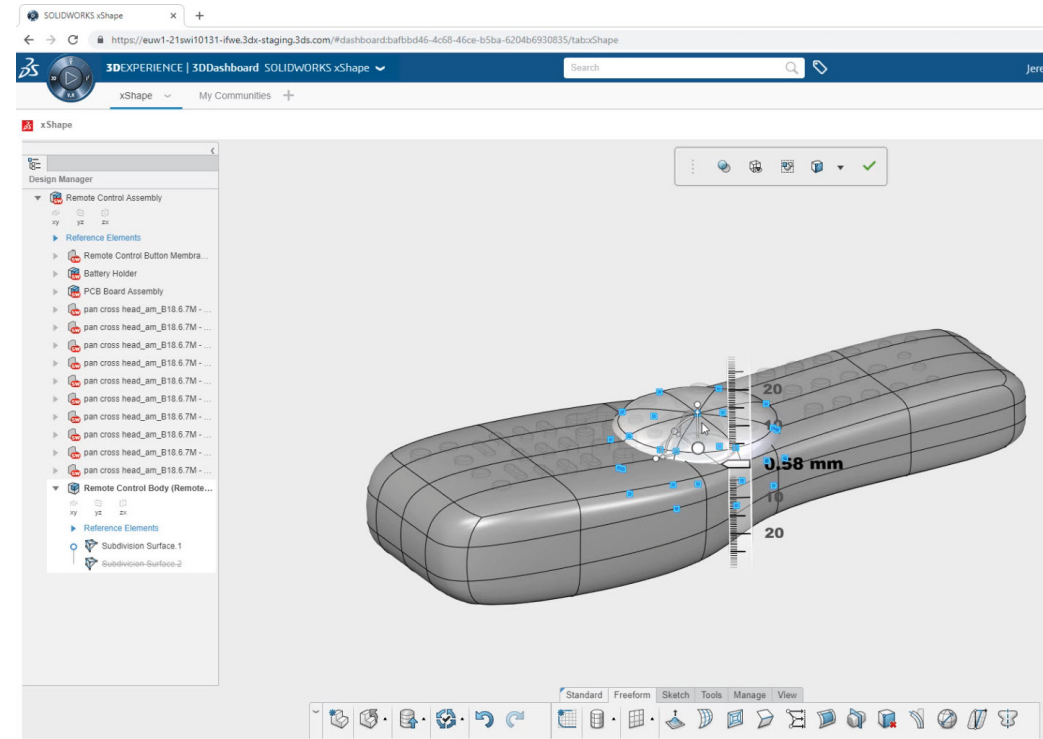 SOLIDWORKS xShape
https://euw1-21swi10131-ifwe.3dx-staging.3ds.com/#dashboard:bafbbd46-4c68-46ce-b5ba-6204b6930835/tab:xShape
3DEXPERIENCE | 3DDashboard SOLIDWORKS xShape
Search
Jere
xShape
My Communities
xShape
Design Manager
Remote Control Assembly
xy yz zx
Reference Elements
Remote Control Button Membra...
Battery Holder
PCB Board Assembly
pan cross head_am_B18.6.7M - ...
pan cross head_am_B18.6.7M - ...
pan cross head_am_B18.6.7M - ...
pan cross head_am_B18.6.7M - ...
pan cross head_am_B18.6.7M - ...
pan cross head_am_B18.6.7M - ...
pan cross head_am_B18.6.7M - ...
pan cross head_am_B18.6.7M - ...
pan cross head_am_B18.6.7M - ...
pan cross head_am_B18.6.7M - ...
Remote Control Body (Remote...
xy yz zx
Reference Elements
Subdivision Surface.1
Subdivision Surface.2
20
10
0.58 mm
10
20
Standard Freeform Sketch Tools Manage View